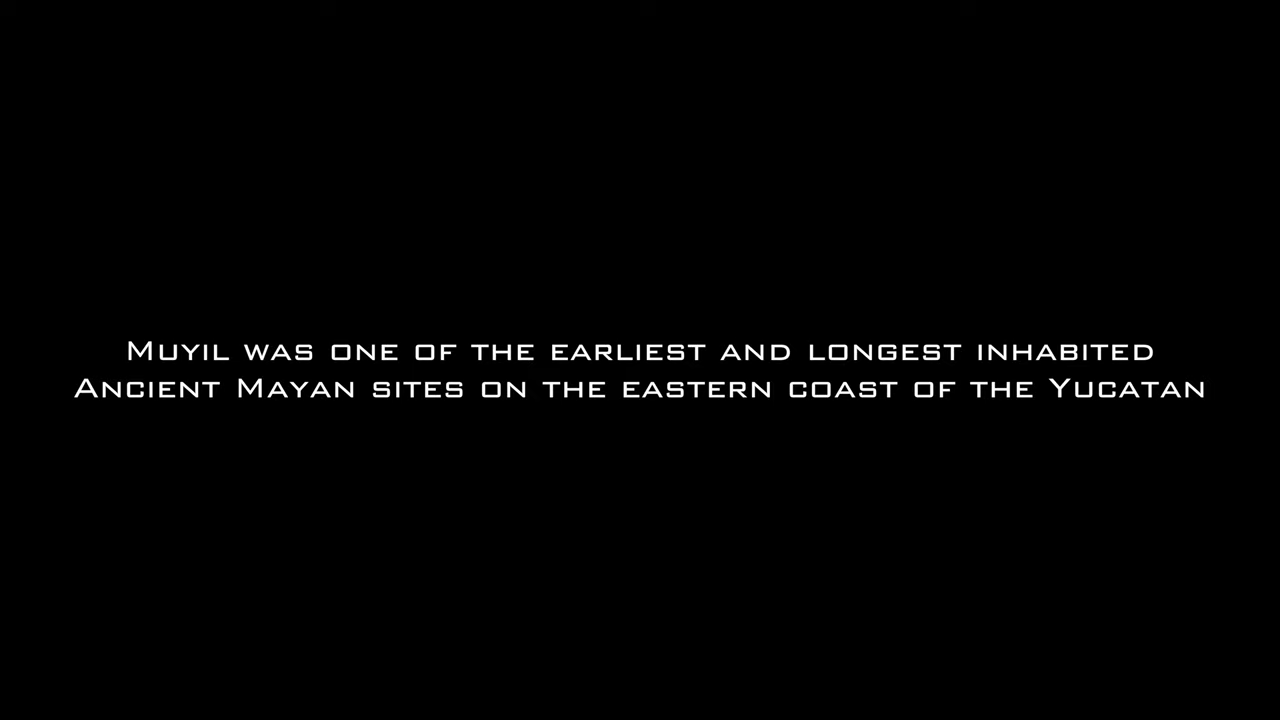 Muyil was one of the earliest and longest inhabited
Ancient Mayan sites on the eastern coast of the Yucatan